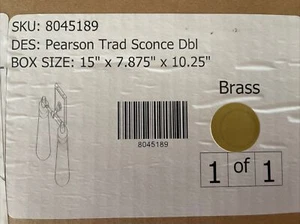 SKU: 8045189
DES: Pearson Trad Sconce Dbl
BOX SIZE: 15" x 7.875" x 10.25"
Brass
8045189
1 of 1